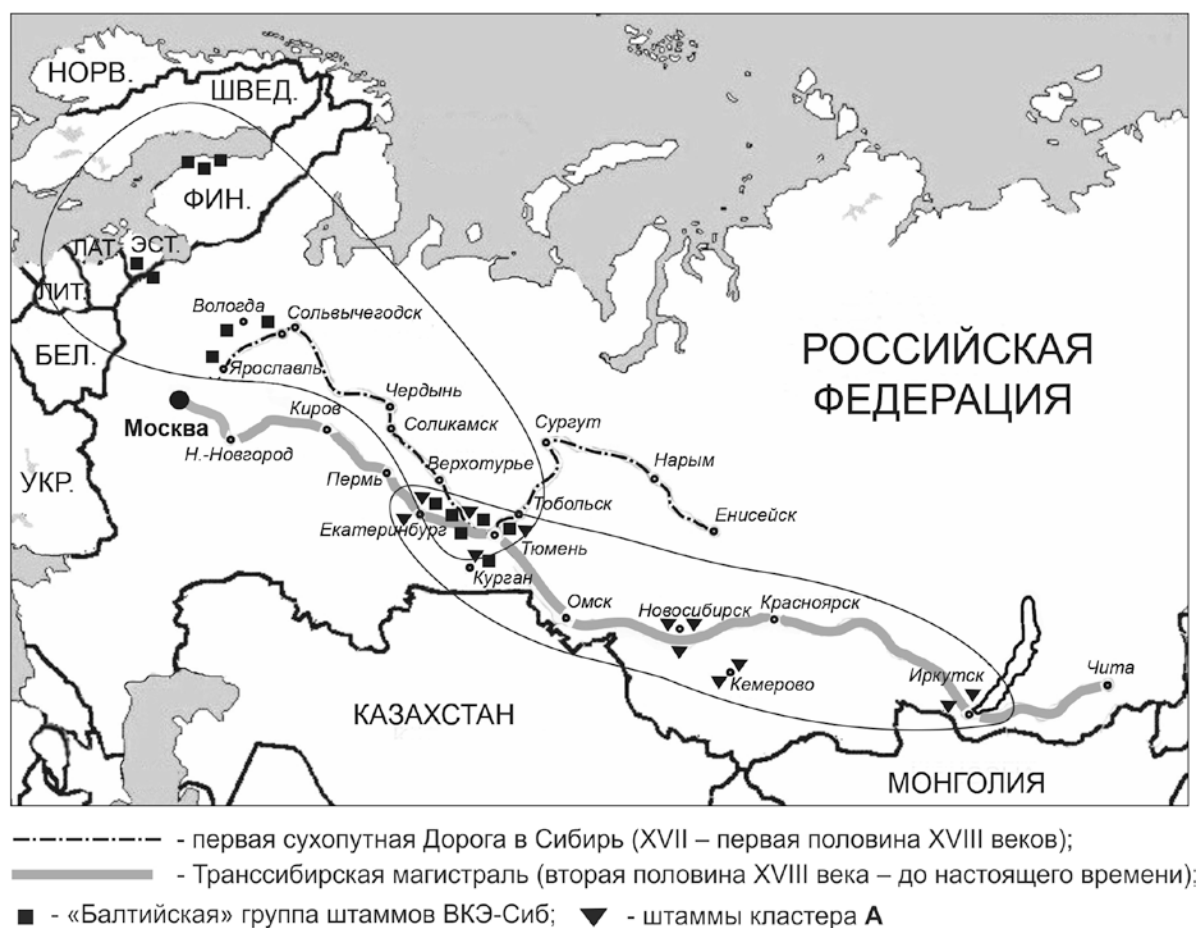 НОРВ.
ШВЕД.
ФИН.
ЛАТ.
ЭСТ.
ЛИТ.
БЕЛ.
УКР.
Вологда
Сольвычегодск
Ярославль
Москва
Н.-Новгород
Киров
Чердынь
Соликамск
Пермь
Верхотурье
Екатеринбург
Курган
Тюмень
Тобольск
Сургут
Нарым
Енисейск
РОССИЙСКАЯ
ФЕДЕРАЦИЯ
Омск
Новосибирск
Красноярск
Кемерово
Иркутск
Чита
КАЗАХСТАН
МОНГОЛИЯ
- первая сухопутная Дорога в Сибирь (XVII – первая половина XVIII веков);
- Транссибирская магистраль (вторая половина XVIII века – до настоящего времени);
- «Балтийская» группа штаммов ВКЭ-Сиб; - штаммы кластера А